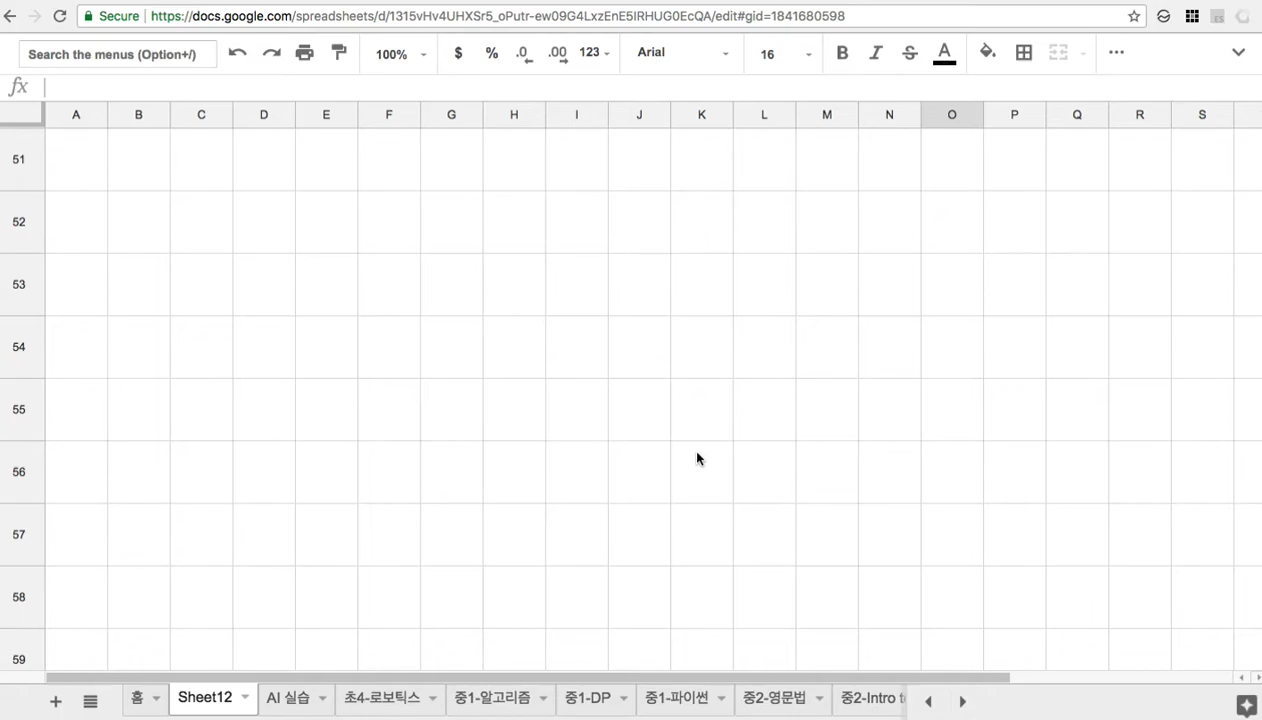 Secure https://docs.google.com/spreadsheets/d/1315vHv4UHXSr5_oPutr-ew09G4LxzEnE5IRHUG0EcQA/edit#gid=1841680598
Search the menus (Option+/) 100% $ % .0 .00 123 Arial 16 B I S A
fx
A B C D E F G H I J K L M N O P Q R S
51
52
53
54
55
56
57
58
59
홈 Sheet12 AI 실습 초4-로보틱스 중1-알고리즘 중1-DP 중1-파이썬 중2-영문법 중2-Intro